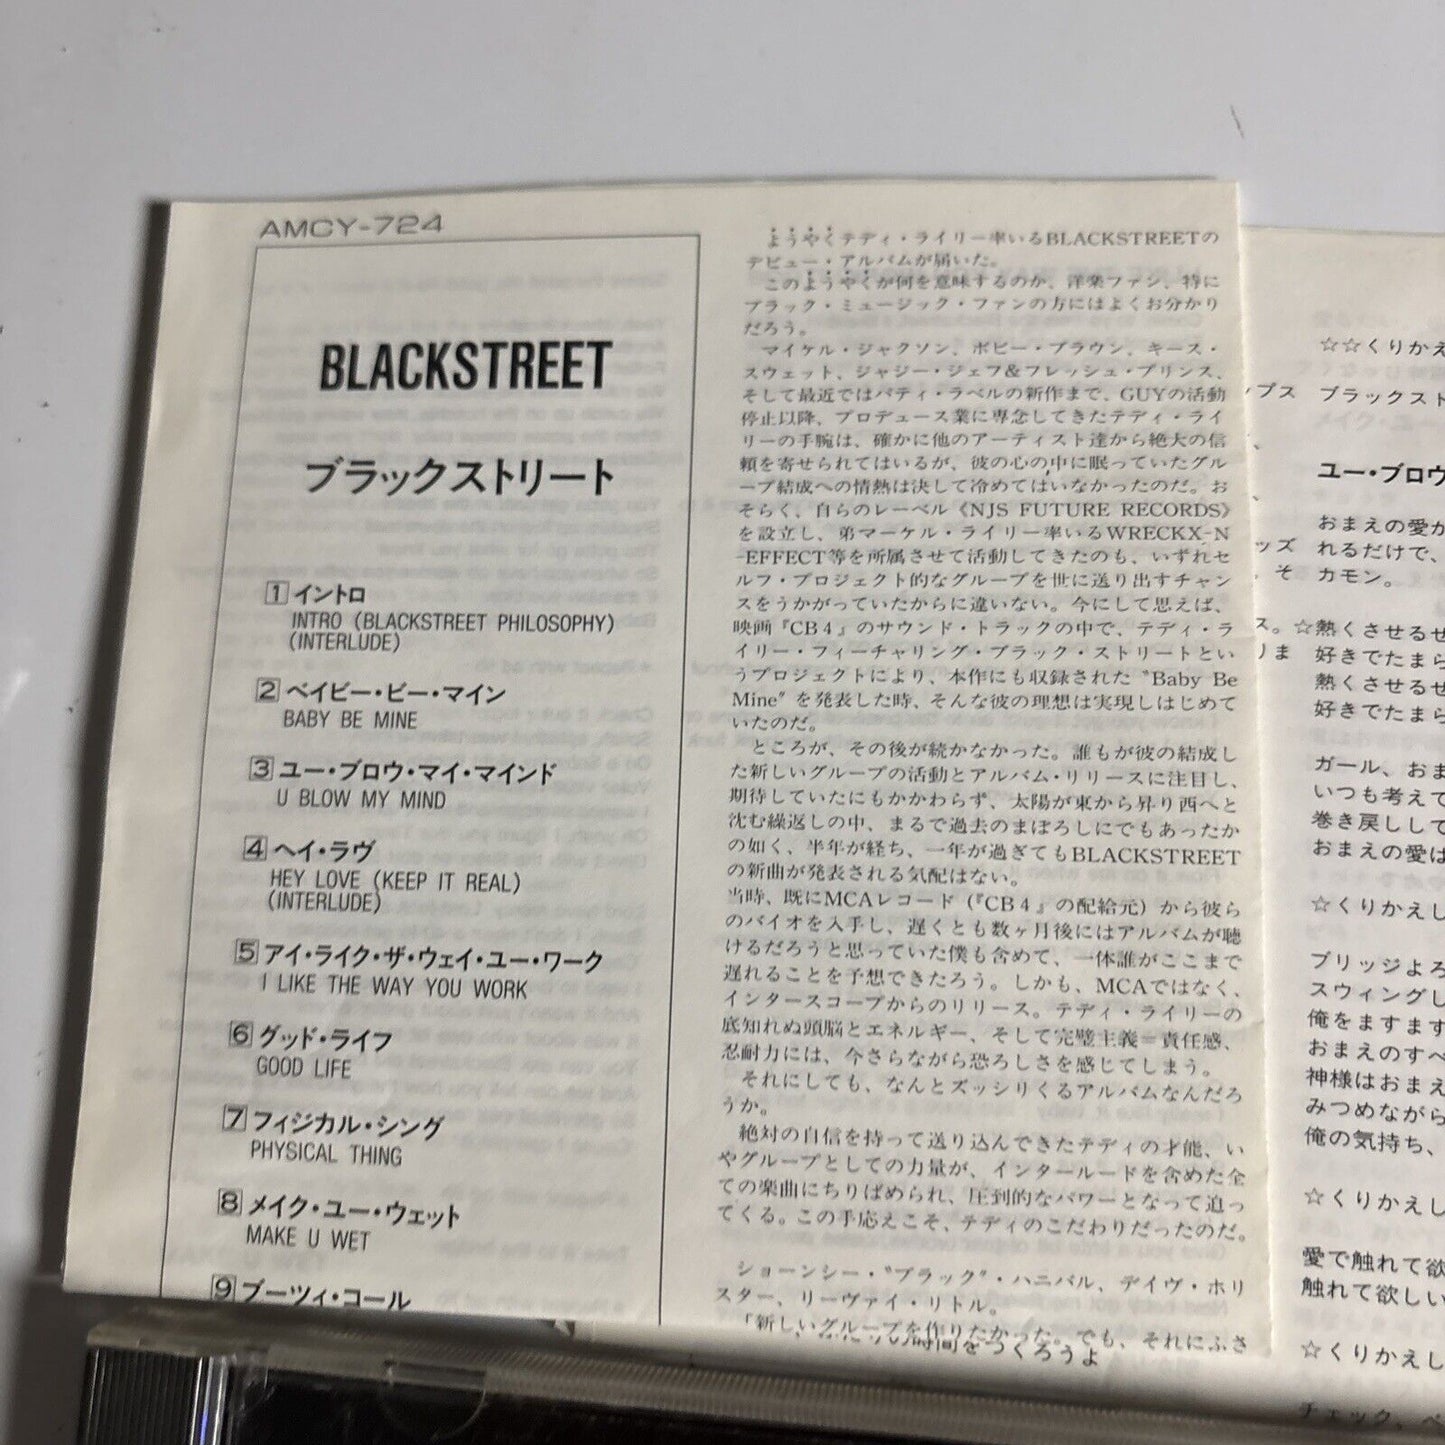 AMCY-724
BLACKSTREET
ブラックストリート
1 イントロ
INTRO (BLACKSTREET PHILOSOPHY)
(INTERLUDE)
2 ベイビー・ビー・マイン
BABY BE MINE
3 ユー・ブロウ・マイ・マインド
U BLOW MY MIND
4 ヘイ・ラヴ
HEY LOVE (KEEP IT REAL)
(INTERLUDE)
5 アイ・ライク・ザ・ウェイ・ユー・ワーク
I LIKE THE WAY YOU WORK
6 グッド・ライフ
GOOD LIFE
7 フィジカル・シング
PHYSICAL THING
8 メイク・ユー・ウェット
MAKE U WET
9 ブーツィ・コール
ようやくテディ・ライリー率いるBLACKSTREETの
デビュー・アルバムが届いた。
このようやくが何を意味するのか、洋楽ファン、特に
ブラック・ミュージック・ファンの方にはよくお分かり
だろう。
マイケル・ジャクソン、ボビー・ブラウン、キース・
スウェット、ジャジー・ジェフ&フレッシュ・プリンス、
そして最近ではパティ・ラベルの新作まで、GUYの活動
停止以降、プロデュース業に専念してきたテディ・ライ
リーの手腕は、確かに他のアーティスト達から絶大の信
頼を寄せられてはいるが、彼の心の中に眠っていたグル
ープ結成への情熱は決して冷めてはいなかったのだ。お
そらく、自らのレーベル《NJS FUTURE RECORDS》
を設立し、弟マーケル・ライリー率いるWRECKX-N
-EFFECT等を所属させて活動してきたのも、いずれセ
ルフ・プロジェクト的なグループを世に送り出すチャン
スをうかがっていたからに違いない。今にして思えば、
映画『CB4』のサウンド・トラックの中で、テディ・ラ
イリー・フィーチャリング・ブラック・ストリートとい
うプロジェクトにより、本作にも収録された "Baby Be
Mine" を発表した時、そんな彼の理想は実現しはじめて
いたのだ。
ところが、その後が続かなかった。誰もが彼の結成し
た新しいグループの活動とアルバム・リリースに注目し、
期待していたにもかかわらず、太陽が東から昇り西へと
沈む繰返しの中、まるで過去のまぼろしにでもあったか
の如く、半年が経ち、一年が過ぎてもBLACKSTREET
の新曲が発表される気配はない。
当時、既にMCAレコード(『CB4』の配給元)から彼ら
のバイオを入手し、遅くとも数ヶ月後にはアルバムが聴
けるだろうと思っていた僕も含めて、一体誰がここまで
遅れることを予想できたろう。しかも、MCAではなく、
インタースコープからのリリース。テディ・ライリーの
底知れぬ頭脳とエネルギー、そして完璧主義=責任感、
忍耐力には、今さらながら恐ろしさを感じてしまう。
それにしても、なんとズッシリくるアルバムなんだろ
うか。
絶対の自信を持って送り込んできたテディの才能、い
やグループとしての力量が、インタールードを含めた全
ての楽曲にちりばめられ、圧倒的なパワーとなって迫っ
てくる。この手応えこそ、テディのこだわりだったのだ。
ショーンシー・"ブラック"・ハニバル、デイヴ・ホリ
スター、リーヴァイ・リトル。
「新しいグループを作りたかった。でも、それにふさ
時間をつくろうよ
ップス
ッズ
、そ
ス。
りま
☆☆くりかえ
ブラックスト
ユー・ブロウ
おまえの愛が
れるだけで、
カモン。
☆熱くさせるせ
好きでたまら
熱くさせるせ
好きでたまら
ガール、おま
いつも考えて
巻き戻しして
おまえの愛は
☆くりかえし
ブリッジよろ
スウィングし
俺をますます
おまえのすべ
神様はおまえ
みつめながら
俺の気持ち、
☆くりかえし
愛で触れて欲
触れて欲しい
☆くりかえし
チェック、ベ